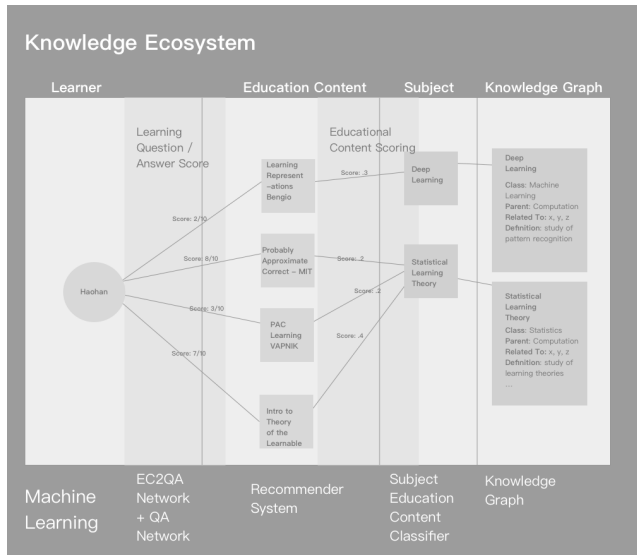 Knowledge Ecosystem
Learner
Education Content
Subject
Knowledge Graph
Learning
Question /
Answer Score
Educational
Content Scoring
Haohan
Score: 2/10
Score: 8/10
Score: 3/10
Score: 7/10
Learning
Represent
-ations
Bengio
Probably
Approximate
Correct - MIT
PAC
Learning
VAPNIK
Intro to
Theory
of the
Learnable
Score: .3
Score: .2
Score: .2
Score: .4
Deep
Learning
Statistical
Learning
Theory
Deep
Learning
Class: Machine
Learning
Parent: Computation
Related To: x, y, z
Definition: study of
pattern recognition
Statistical
Learning
Theory
Class: Statistics
Parent: Computation
Related To: x, y, z
Definition: study of
learning theories
...
Machine
Learning
EC2QA
Network
+ QA
Network
Recommender
System
Subject
Education
Content
Classifier
Knowledge
Graph